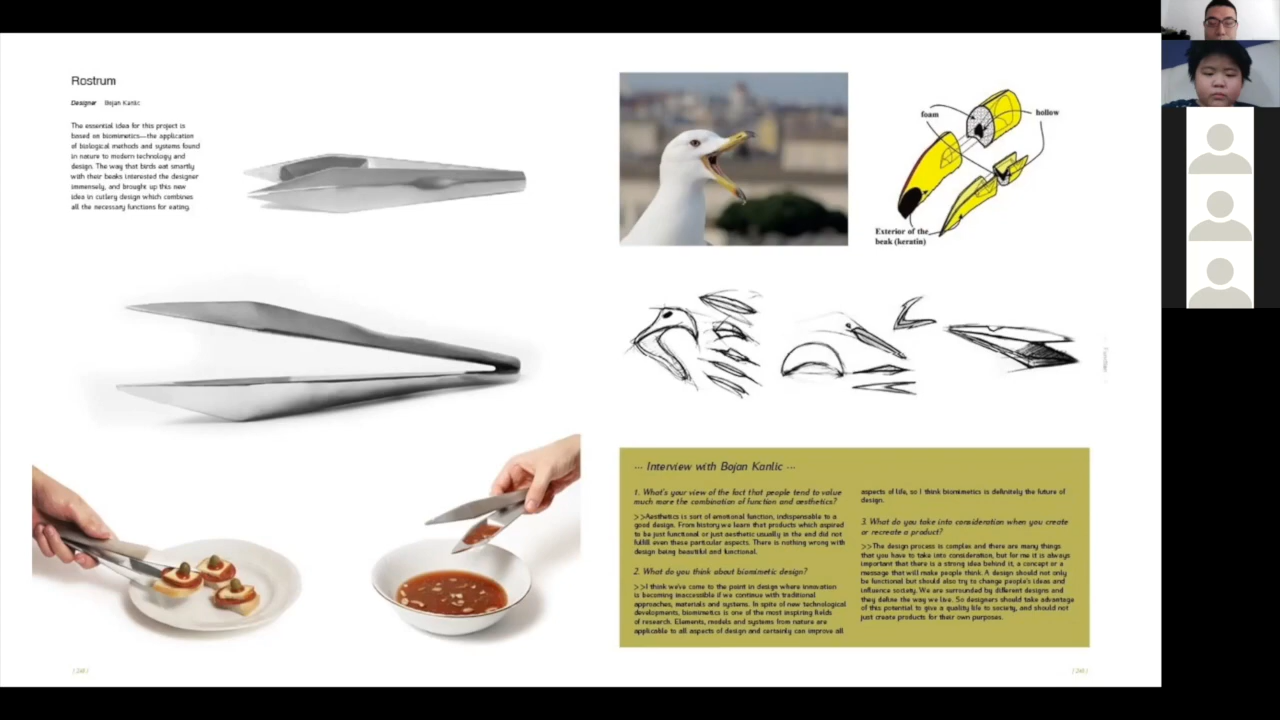 Rostrum
Designer Bojan Kanlic
The essential idea for this project is
based on biomimetics—the application
of biological methods and systems found
in nature to modern technology and
design. The way that birds eat smartly
with their beaks interested the designer
immensely, and brought up this new
idea in cutlery design which combines
all the necessary functions for eating.
foam
hollow
Exterior of the
beak (keratin)
··· Interview with Bojan Kanlic ···
1. What's your view of the fact that people tend to value
much more the combination of function and aesthetics?
>>Aesthetics is sort of emotional function, indispensable to a
good design. From history we learn that products which aspired
to be just functional or just aesthetic usually in the end did not
fulfill even these particular aspects. There is nothing wrong with
design being beautiful and functional.
2. What do you think about biomimetic design?
>>I think we've come to the point in design where innovation
is becoming inaccessible if we continue with traditional
approaches, materials and systems. In spite of new technological
developments, biomimetics is one of the most inspiring fields
of research. Elements, models and systems from nature are
applicable to all aspects of design and certainly can improve all
aspects of life, so I think biomimetics is definitely the future of
design.
3. What do you take into consideration when you create
or recreate a product?
>>The design process is complex and there are many things
that you have to take into consideration, but for me it is always
important that there is a strong idea behind it, a concept or a
message that will make people think. A design should not only
be functional but should also try to change people's ideas and
influence society. We are surrounded by different designs and
they define the way we live. So designers should take advantage
of this potential to give a quality life to society, and should not
just create products for their own purposes.